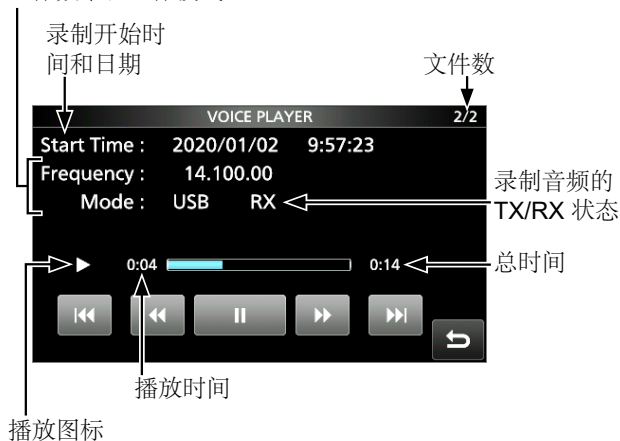 录制开始时
间和日期
文件数
VOICE PLAYER 2/2
Start Time : 2020/01/02 9:57:23
Frequency : 14.100.00
Mode : USB RX
录制音频的
TX/RX 状态
0:04 0:14
总时间
播放时间
播放图标